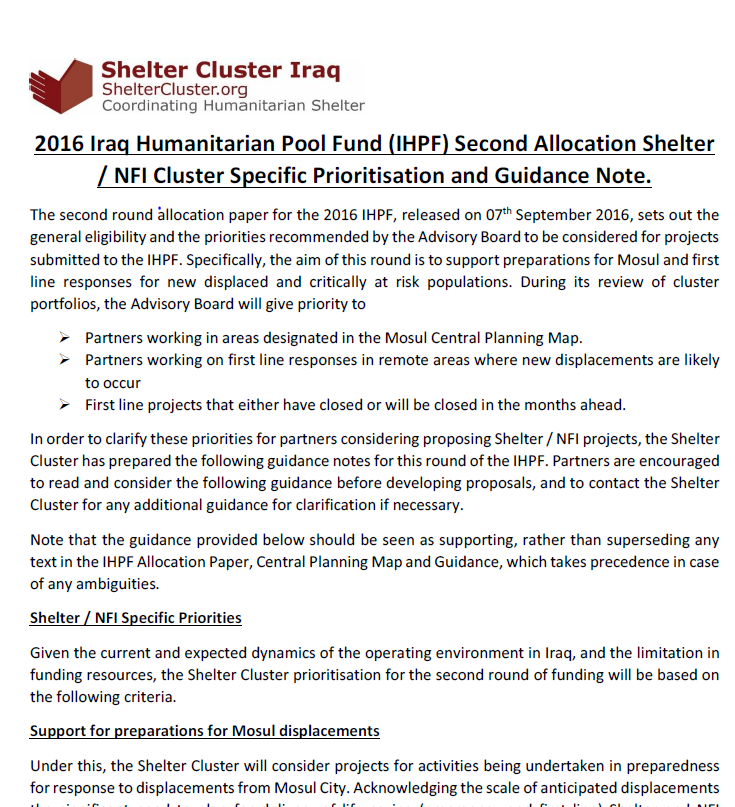 Shelter Cluster Iraq
ShelterCluster.org
Coordinating Humanitarian Shelter
2016 Iraq Humanitarian Pool Fund (IHPF) Second Allocation Shelter
/ NFI Cluster Specific Prioritisation and Guidance Note.
The second round allocation paper for the 2016 IHPF, released on 07th September 2016, sets out the
general eligibility and the priorities recommended by the Advisory Board to be considered for projects
submitted to the IHPF. Specifically, the aim of this round is to support preparations for Mosul and first
line responses for new displaced and critically at risk populations. During its review of cluster
portfolios, the Advisory Board will give priority to
➢ Partners working in areas designated in the Mosul Central Planning Map.
➢ Partners working on first line responses in remote areas where new displacements are likely
to occur
➢ First line projects that either have closed or will be closed in the months ahead.
In order to clarify these priorities for partners considering proposing Shelter / NFI projects, the Shelter
Cluster has prepared the following guidance notes for this round of the IHPF. Partners are encouraged
to read and consider the following guidance before developing proposals, and to contact the Shelter
Cluster for any additional guidance for clarification if necessary.
Note that the guidance provided below should be seen as supporting, rather than superseding any
text in the IHPF Allocation Paper, Central Planning Map and Guidance, which takes precedence in case
of any ambiguities.
Shelter / NFI Specific Priorities
Given the current and expected dynamics of the operating environment in Iraq, and the limitation in
funding resources, the Shelter Cluster prioritisation for the second round of funding will be based on
the following criteria.
Support for preparations for Mosul displacements
Under this, the Shelter Cluster will consider projects for activities being undertaken in preparedness
for response to displacements from Mosul City. Acknowledging the scale of anticipated displacements